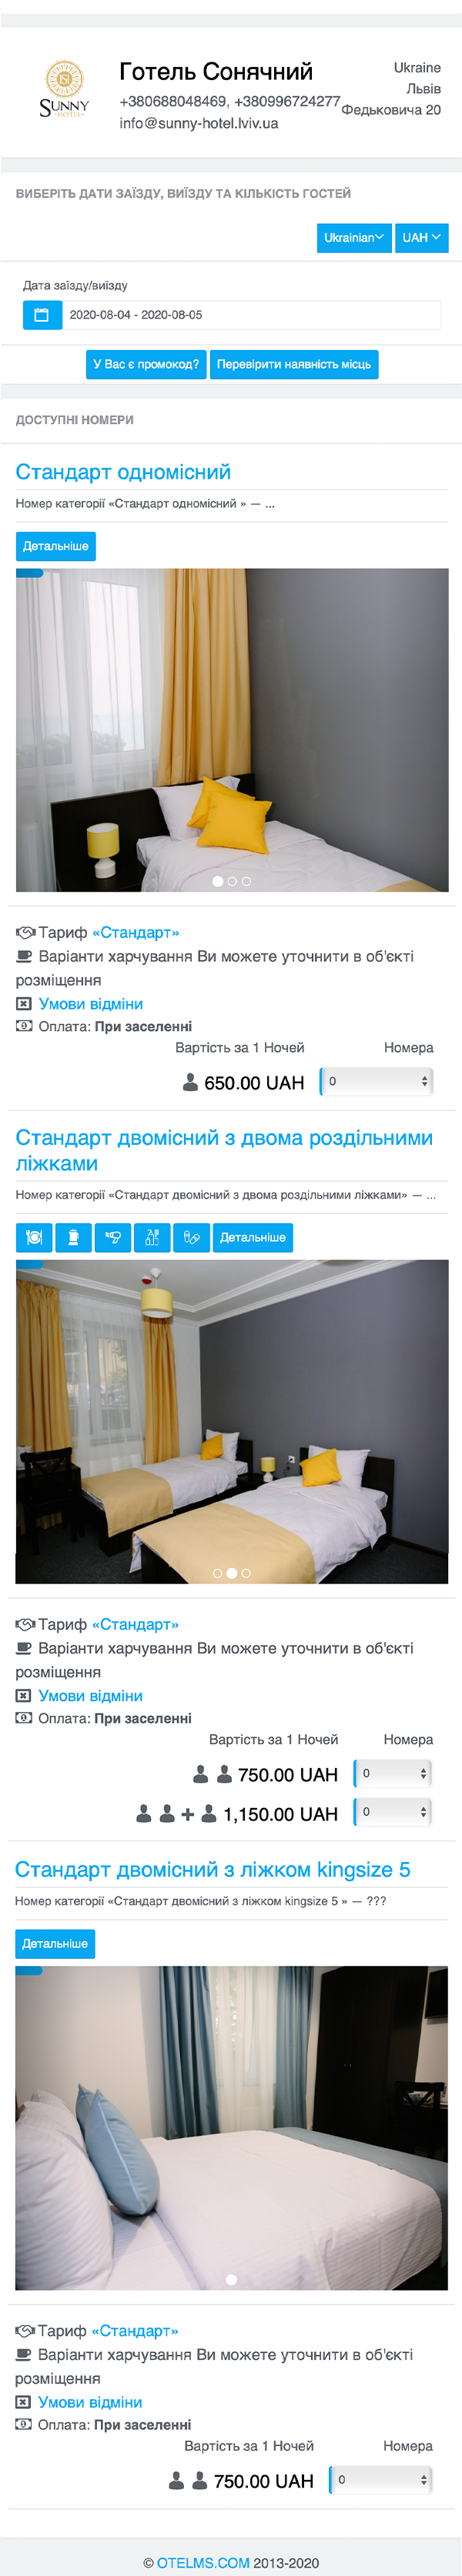 SUNNY
HOTEL
Готель Сонячний
+380688048469, +380996724277
info@sunny-hotel.lviv.ua
Ukraine
Львів
Федьковича 20
ВИБЕРІТЬ ДАТИ ЗАЇЗДУ, ВИЇЗДУ ТА КІЛЬКІСТЬ ГОСТЕЙ
Ukrainian UAH
Дата заїзду/виїзду
2020-08-04 - 2020-08-05
У Вас є промокод? Перевірити наявність місць
ДОСТУПНІ НОМЕРИ
Стандарт одномісний
Номер категорії «Стандарт одномісний » — ...
Детальніше
Тариф «Стандарт»
Варіанти харчування Ви можете уточнити в об'єкті
розміщення
Умови відміни
Оплата: При заселенні
Вартість за 1 Ночей Номера
650.00 UAH 0
Стандарт двомісний з двома роздільними
ліжками
Номер категорії «Стандарт двомісний з двома роздільними ліжками» — ...
Детальніше
Тариф «Стандарт»
Варіанти харчування Ви можете уточнити в об'єкті
розміщення
Умови відміни
Оплата: При заселенні
Вартість за 1 Ночей Номера
750.00 UAH 0
+ 1,150.00 UAH 0
Стандарт двомісний з ліжком kingsize 5
Номер категорії «Стандарт двомісний з ліжком kingsize 5 » — ???
Детальніше
Тариф «Стандарт»
Варіанти харчування Ви можете уточнити в об'єкті
розміщення
Умови відміни
Оплата: При заселенні
Вартість за 1 Ночей Номера
750.00 UAH 0
© OTELMS.COM 2013-2020